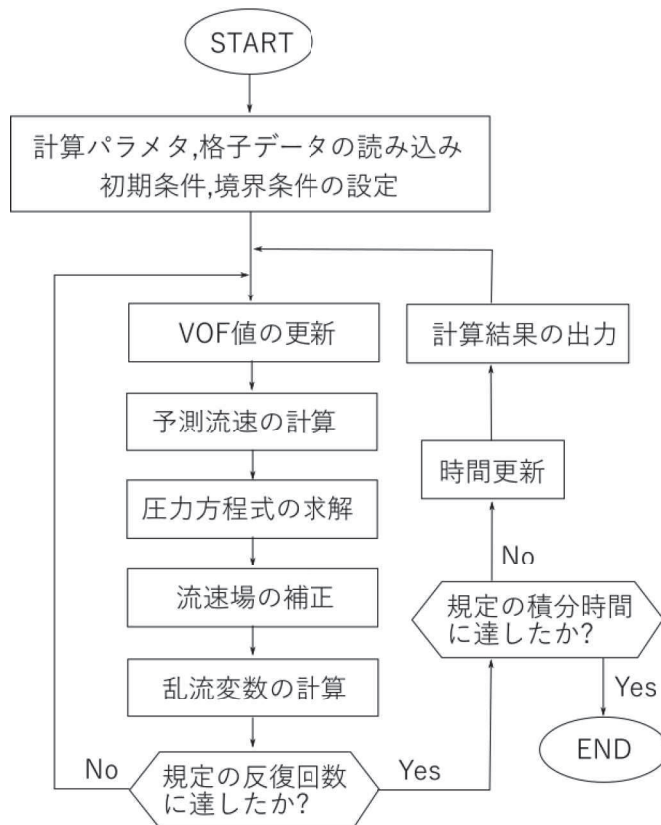 START
計算パラメタ,格子データの読み込み
初期条件,境界条件の設定
VOF値の更新
予測流速の計算
圧力方程式の求解
流速場の補正
乱流変数の計算
規定の反復回数
に達したか?
No
Yes
規定の積分時間
に達したか?
No
Yes
時間更新
計算結果の出力
END